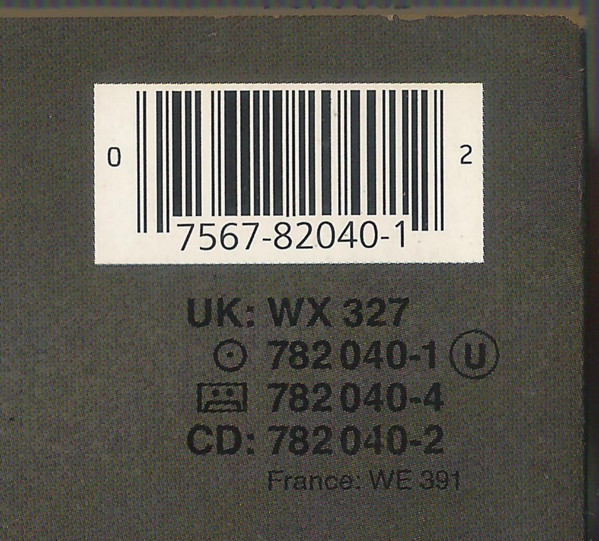 0 7567-82040-1 2
UK: WX 327
782 040-1 U
782 040-4
CD: 782 040-2
France: WE 391